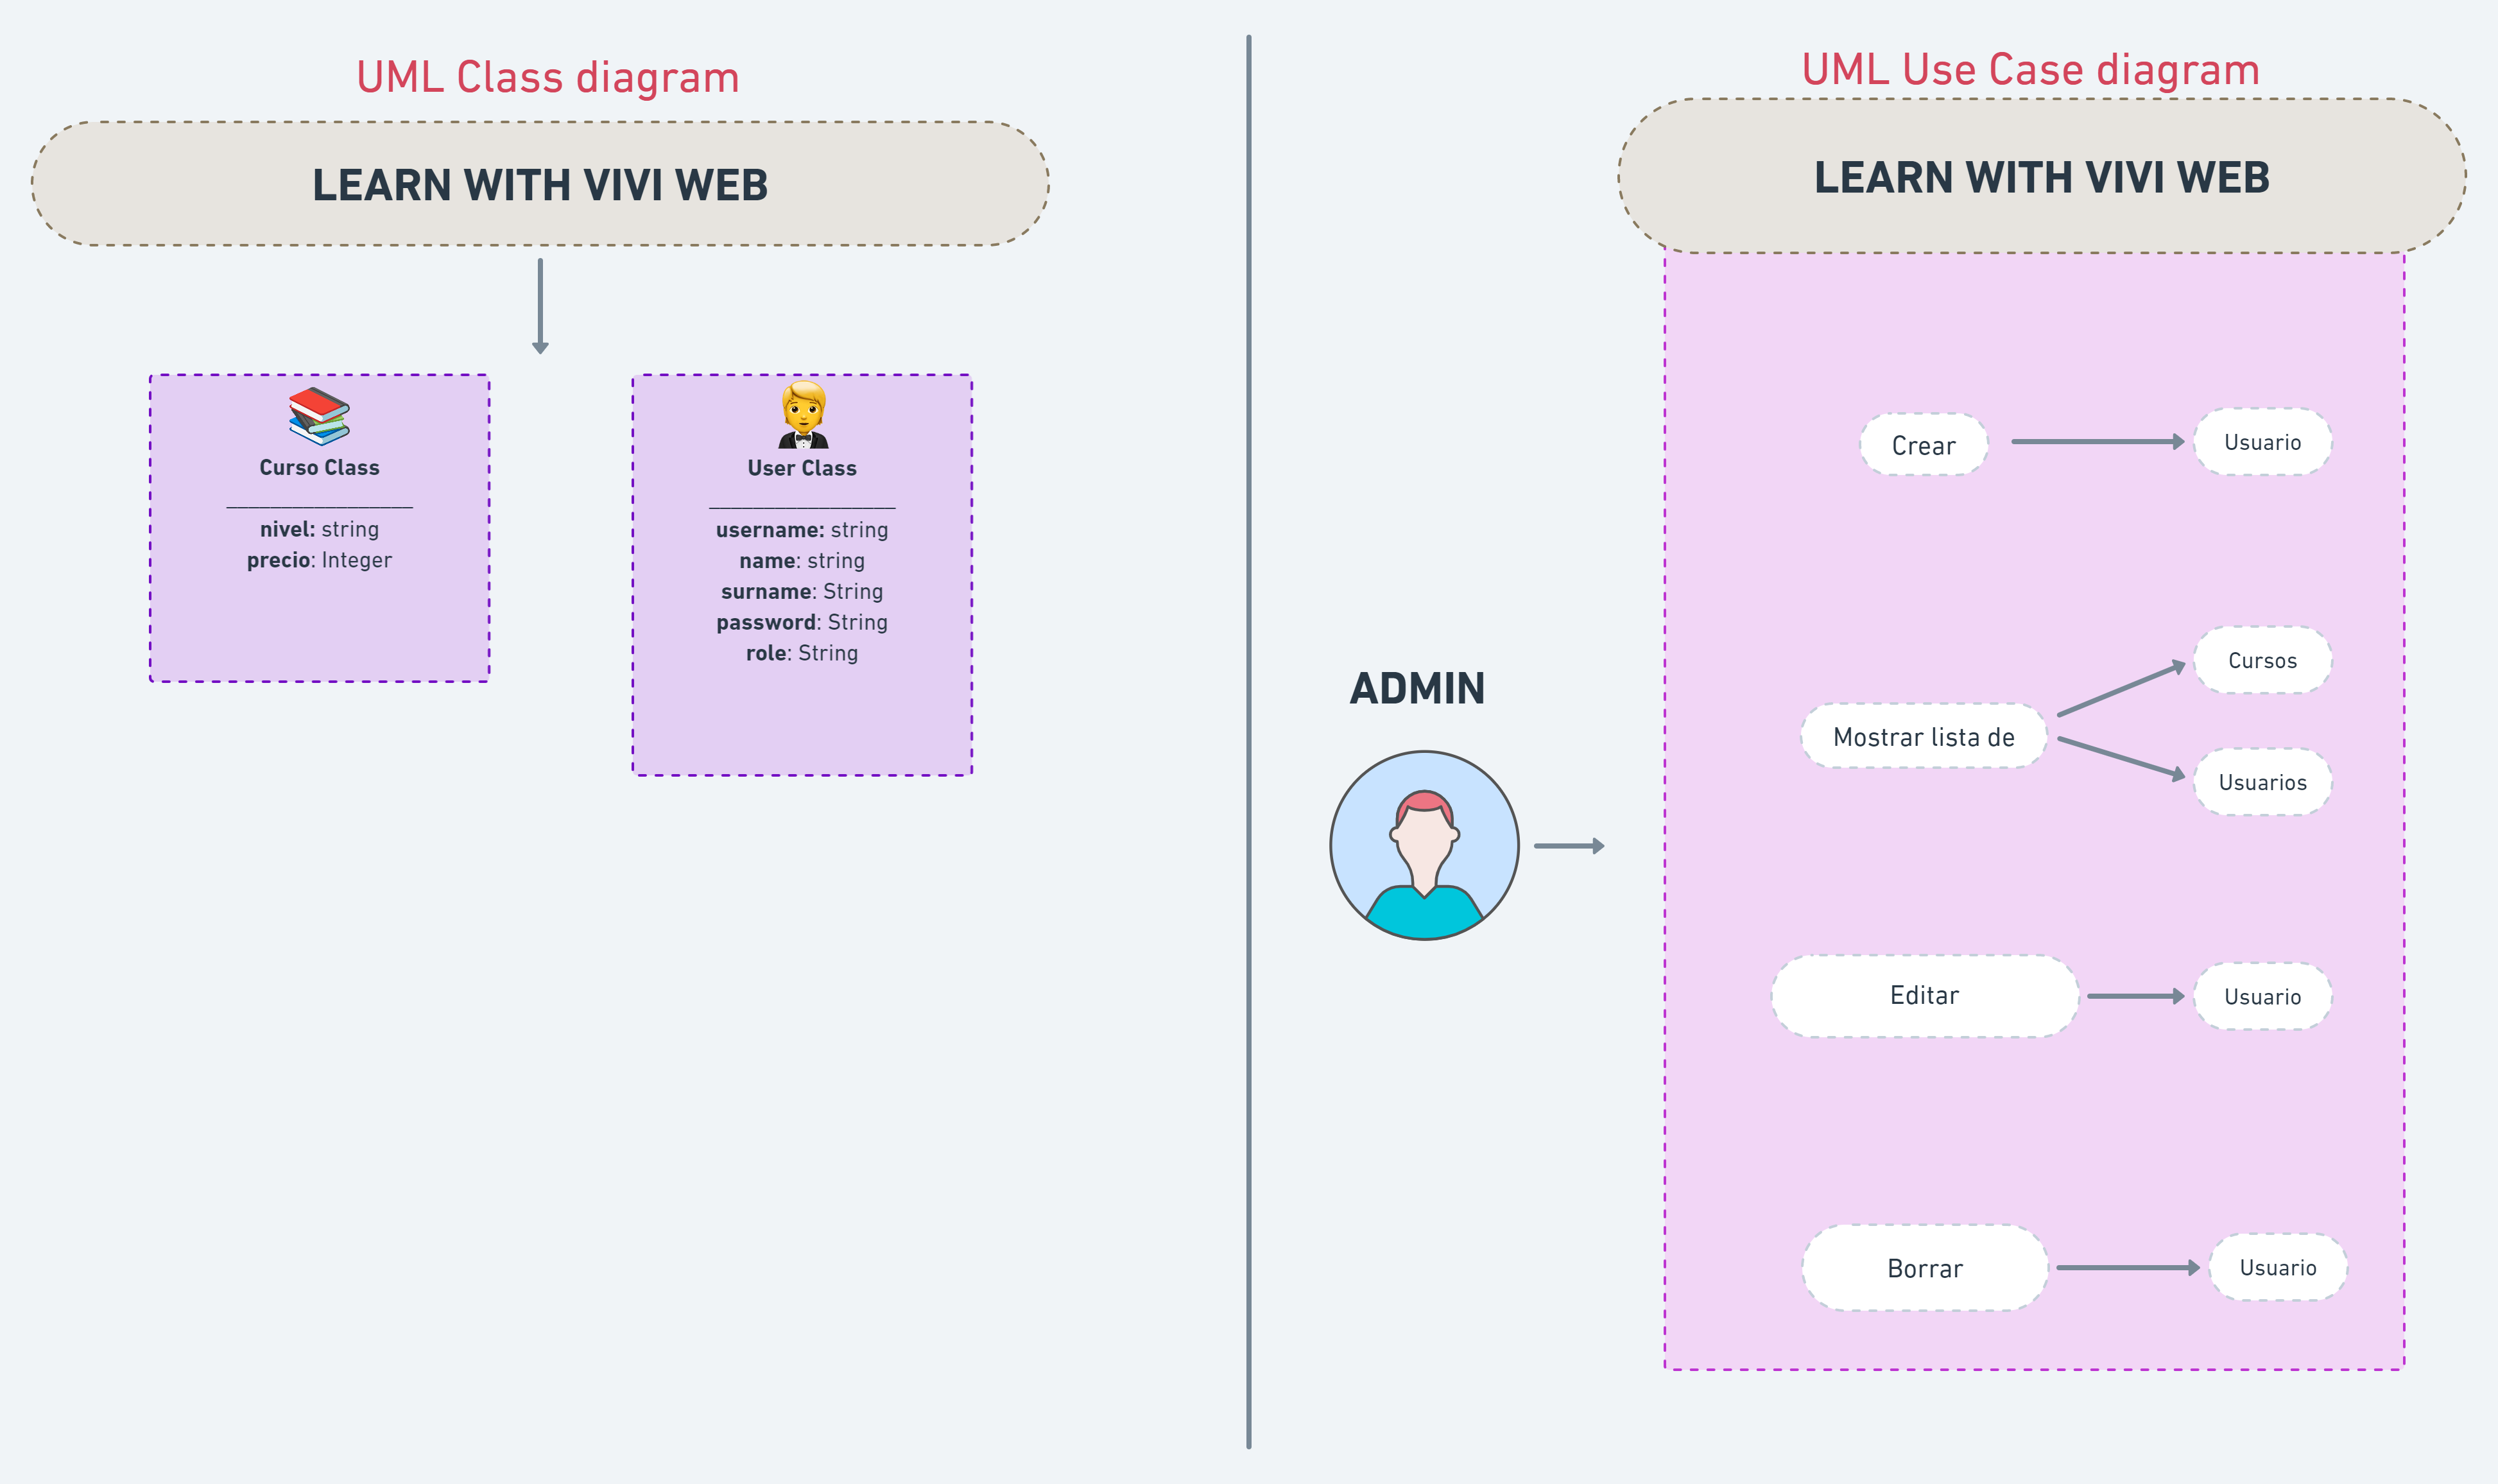 UML Class diagram
LEARN WITH VIVI WEB
Curso Class
_________________
nivel: string
precio: Integer
User Class
_________________
username: string
name: string
surname: String
password: String
role: String
UML Use Case diagram
LEARN WITH VIVI WEB
ADMIN
Crear
Usuario
Mostrar lista de
Cursos
Usuarios
Editar
Usuario
Borrar
Usuario